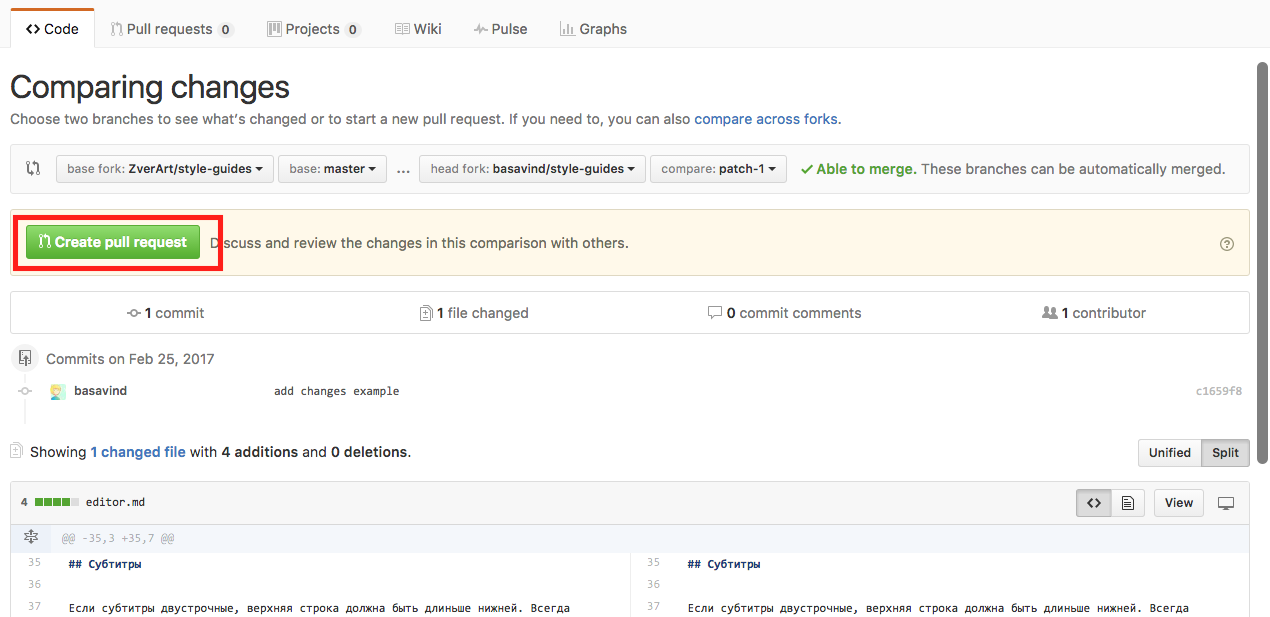 Code Pull requests 0 Projects 0 Wiki Pulse Graphs
Comparing changes
Choose two branches to see what's changed or to start a new pull request. If you need to, you can also compare across forks.
base fork: ZverArt/style-guides base: master ... head fork: basavind/style-guides compare: patch-1 Able to merge. These branches can be automatically merged.
Create pull request Discuss and review the changes in this comparison with others.
1 commit 1 file changed 0 commit comments 1 contributor
Commits on Feb 25, 2017
basavind add changes example c1659f8
Showing 1 changed file with 4 additions and 0 deletions. Unified Split
4 editor.md View
@@ -35,3 +35,7 @@
35 ## Субтитры 35 ## Субтитры
36 36
37 Если субтитры двустрочные, верхняя строка должна быть длиньше нижней. Всегда 37 Если субтитры двустрочные, верхняя строка должна быть длиньше нижней. Всегда